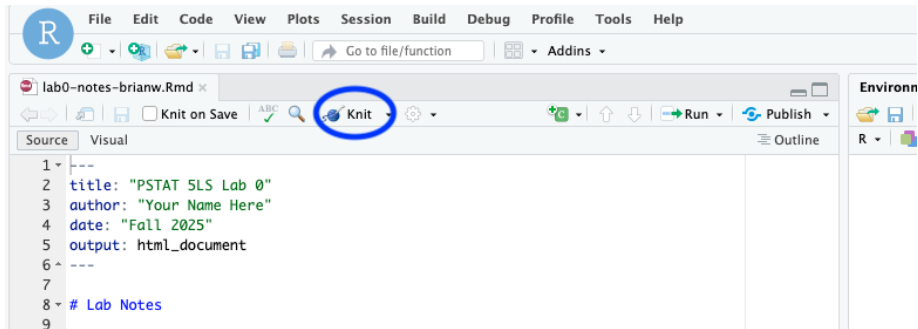 R File Edit Code View Plots Session Build Debug Profile Tools Help
Go to file/function Addins
lab0-notes-brianw.Rmd Environn
Knit on Save ABC Knit C Run Publish
Source Visual Outline R
1 ---
2 title: "PSTAT 5LS Lab 0"
3 author: "Your Name Here"
4 date: "Fall 2025"
5 output: html_document
6 ---
7
8 # Lab Notes
9